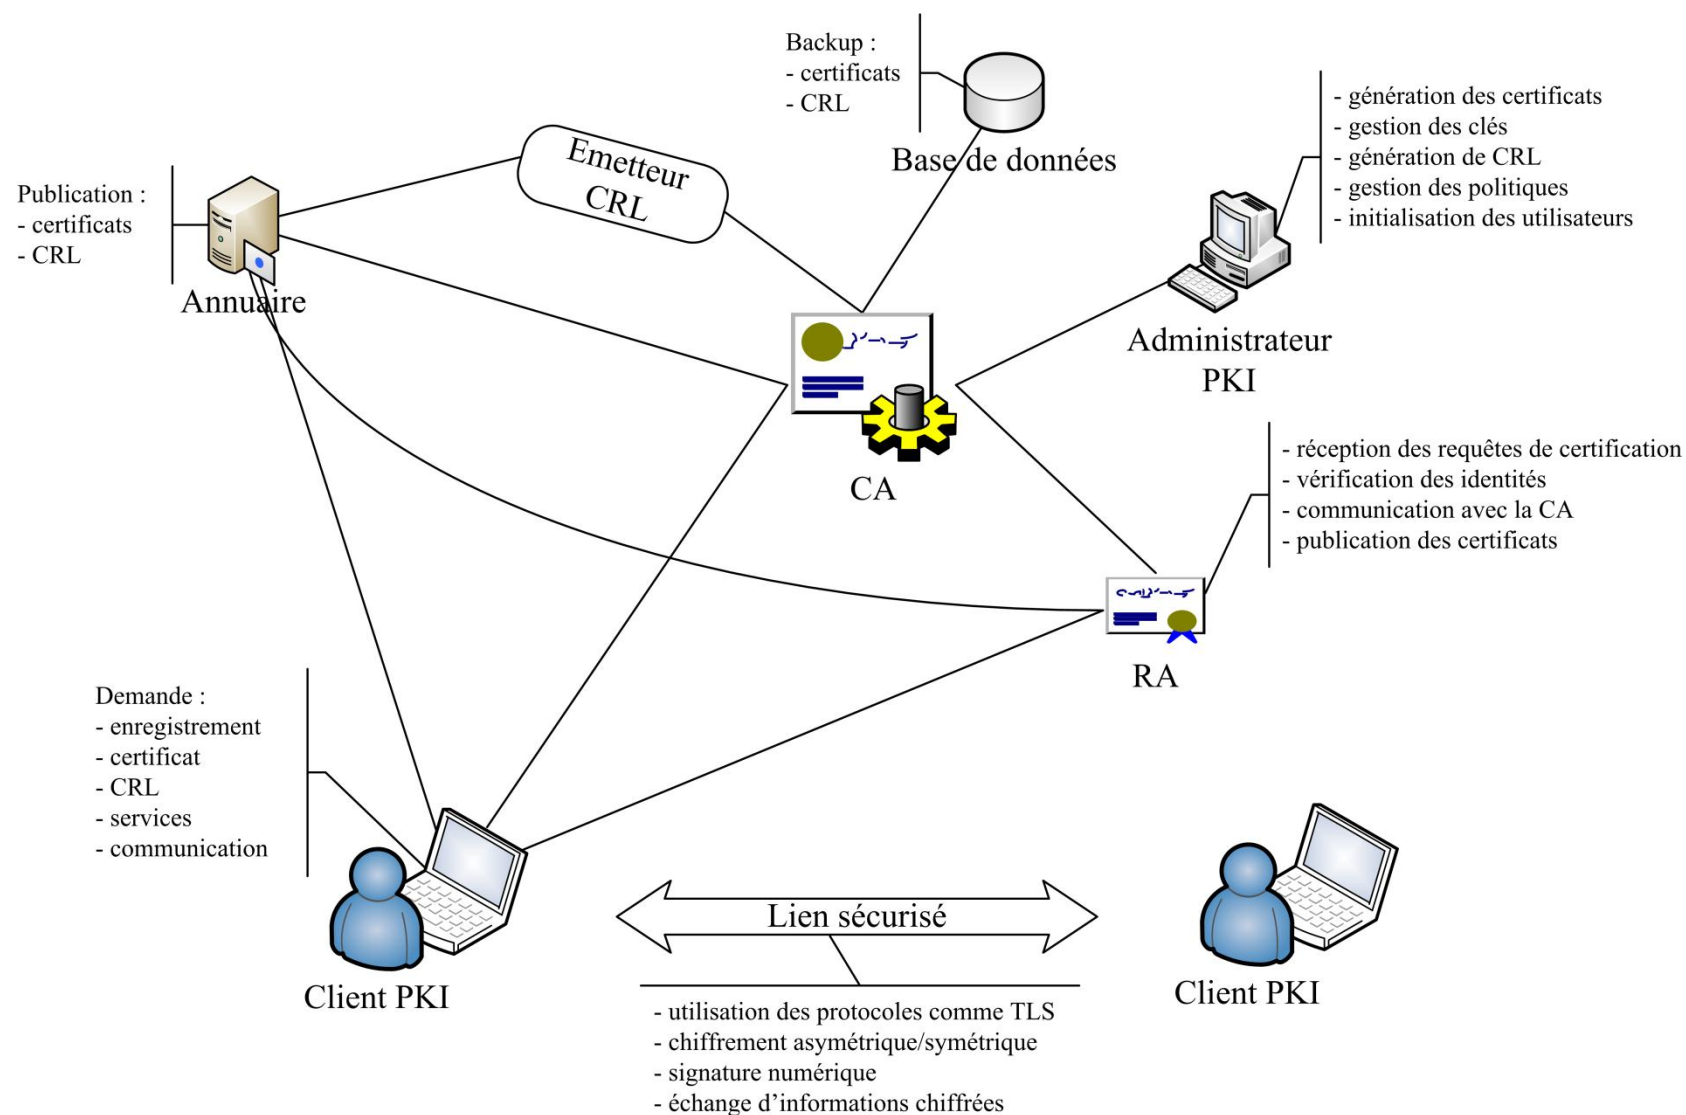 Backup :
- certificats
- CRL
Base de données
- génération des certificats
- gestion des clés
- génération de CRL
- gestion des politiques
- initialisation des utilisateurs
Emetteur
CRL
Publication :
- certificats
- CRL
Annuaire
Administrateur
PKI
CA
- réception des requêtes de certification
- vérification des identités
- communication avec la CA
- publication des certificats
RA
Demande :
- enregistrement
- certificat
- CRL
- services
- communication
Client PKI
Lien sécurisé
Client PKI
- utilisation des protocoles comme TLS
- chiffrement asymétrique/symétrique
- signature numérique
- échange d’informations chiffrées